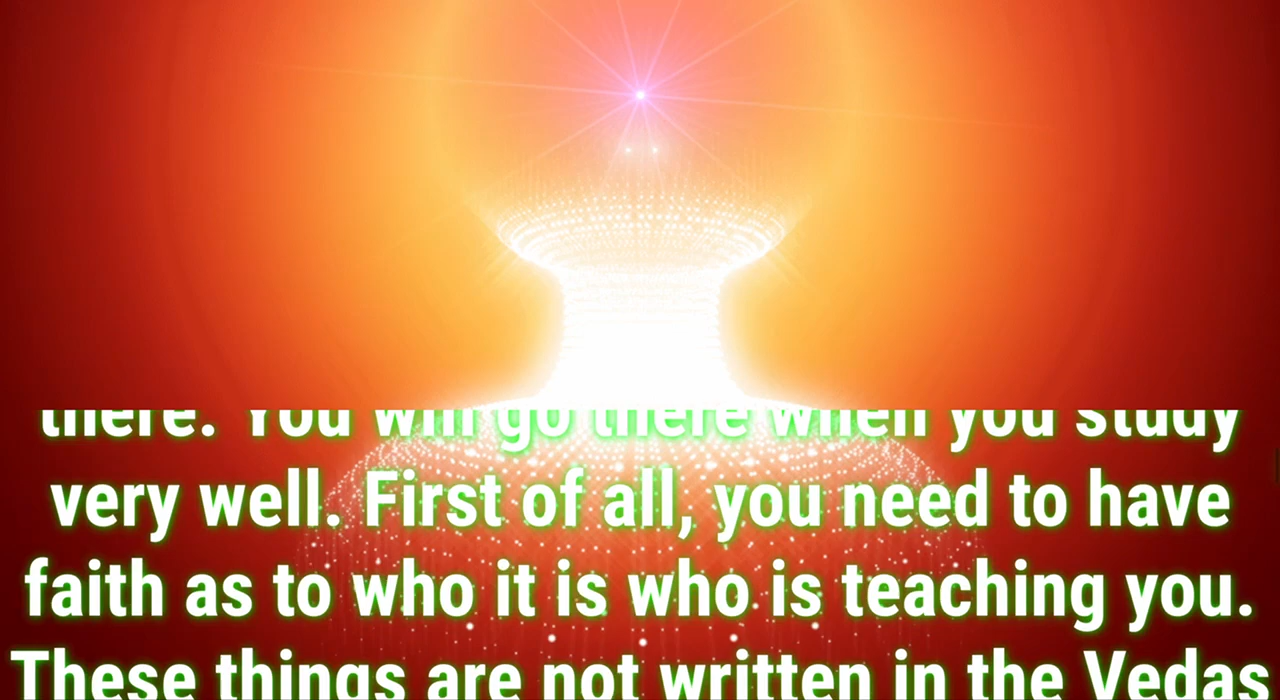 there. You will go there when you study
very well. First of all, you need to have
faith as to who it is who is teaching you.
These things are not written in the Vedas